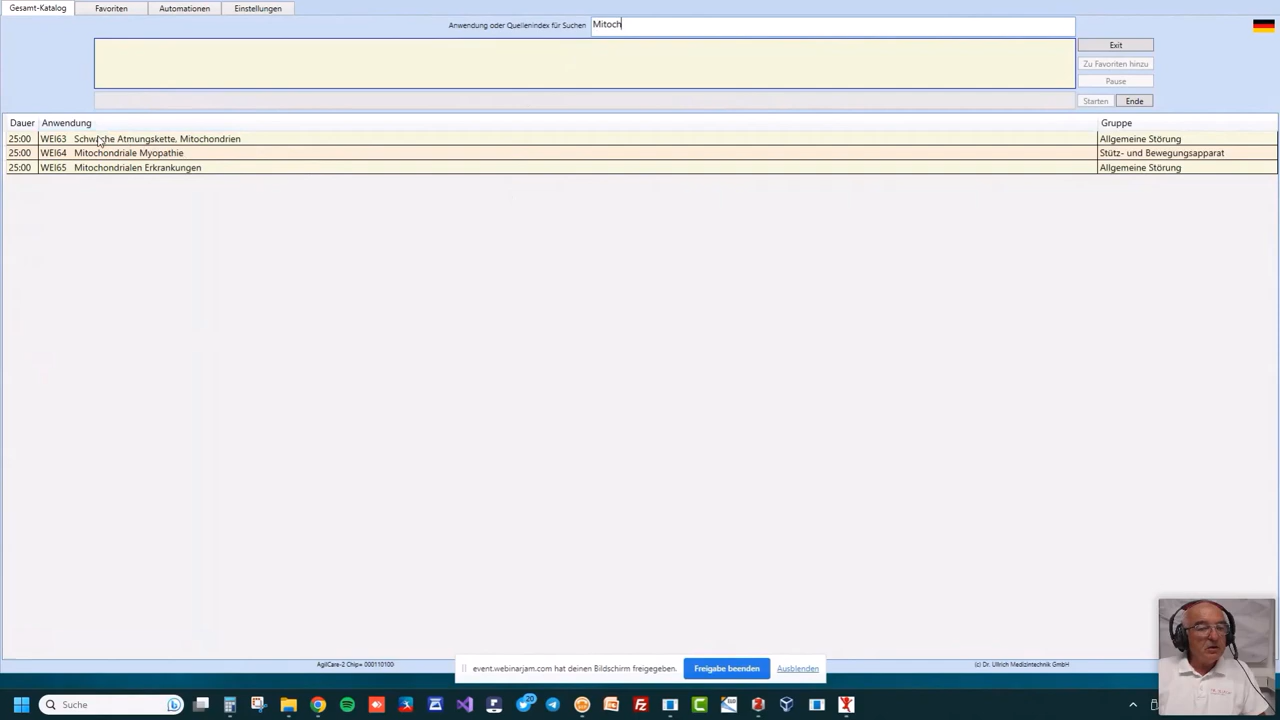 Gesamt-Katalog Favoriten Automationen Einstellungen
Anwendung oder Quellenindex für Suchen Mitoch
Exit
Zu Favoriten hinzu
Pause
Starten Ende
Dauer Anwendung Gruppe
25:00 WEI63 Schwache Atmungskette, Mitochondrien Allgemeine Störung
25:00 WEI64 Mitochondriale Myopathie Stütz- und Bewegungsapparat
25:00 WEI65 Mitochondrialen Erkrankungen Allgemeine Störung
AgilCare-2 Chip= 000110100 (c) Dr. Ullrich Medizintechnik GmbH
event.webinarjam.com hat deinen Bildschirm freigegeben. Freigabe beenden Ausblenden
Suche 20